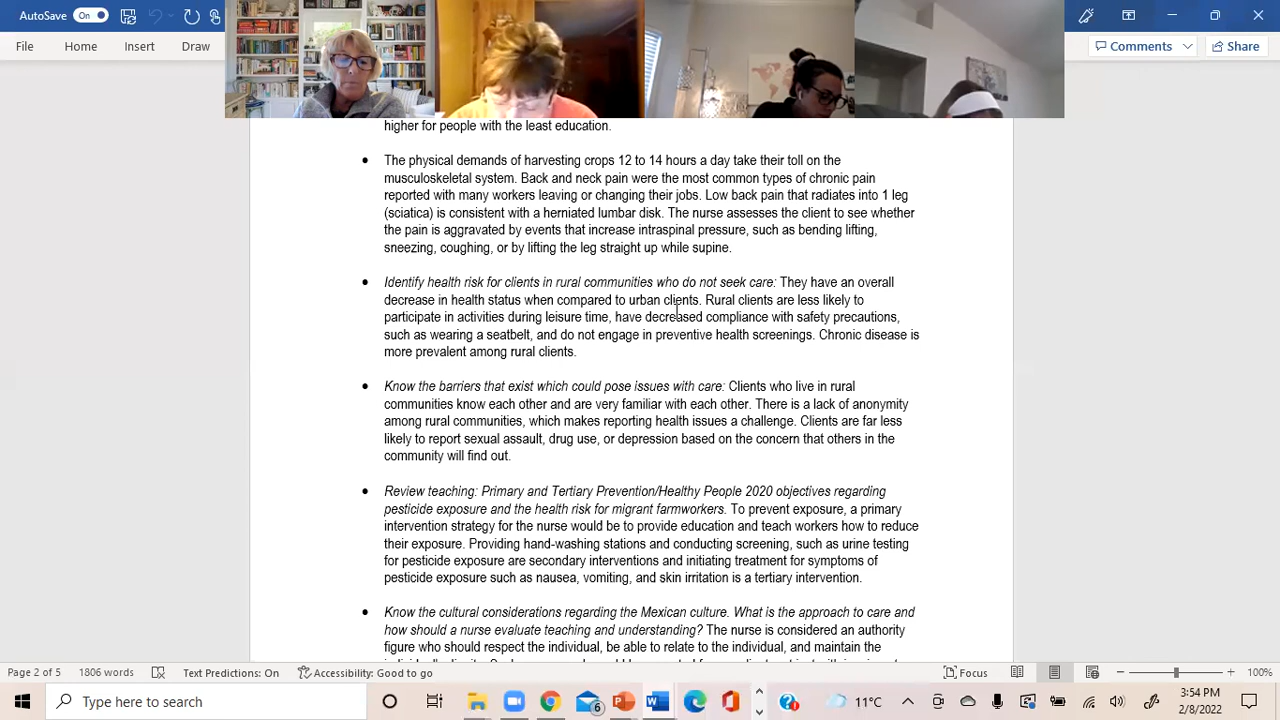 AutoSave On
File Home Insert Draw
Comments Share
higher for people with the least education.
• The physical demands of harvesting crops 12 to 14 hours a day take their toll on the
musculoskeletal system. Back and neck pain were the most common types of chronic pain
reported with many workers leaving or changing their jobs. Low back pain that radiates into 1 leg
(sciatica) is consistent with a herniated lumbar disk. The nurse assesses the client to see whether
the pain is aggravated by events that increase intraspinal pressure, such as bending lifting,
sneezing, coughing, or by lifting the leg straight up while supine.
• Identify health risk for clients in rural communities who do not seek care: They have an overall
decrease in health status when compared to urban clients. Rural clients are less likely to
participate in activities during leisure time, have decreased compliance with safety precautions,
such as wearing a seatbelt, and do not engage in preventive health screenings. Chronic disease is
more prevalent among rural clients.
• Know the barriers that exist which could pose issues with care: Clients who live in rural
communities know each other and are very familiar with each other. There is a lack of anonymity
among rural communities, which makes reporting health issues a challenge. Clients are far less
likely to report sexual assault, drug use, or depression based on the concern that others in the
community will find out.
• Review teaching: Primary and Tertiary Prevention/Healthy People 2020 objectives regarding
pesticide exposure and the health risk for migrant farmworkers. To prevent exposure, a primary
intervention strategy for the nurse would be to provide education and teach workers how to reduce
their exposure. Providing hand-washing stations and conducting screening, such as urine testing
for pesticide exposure are secondary interventions and initiating treatment for symptoms of
pesticide exposure such as nausea, vomiting, and skin irritation is a tertiary intervention.
• Know the cultural considerations regarding the Mexican culture. What is the approach to care and
how should a nurse evaluate teaching and understanding? The nurse is considered an authority
figure who should respect the individual, be able to relate to the individual, and maintain the
Page 2 of 5 1806 words Text Predictions: On Accessibility: Good to go Focus 100%
Type here to search 6 11°C 3:54 PM
2/8/2022